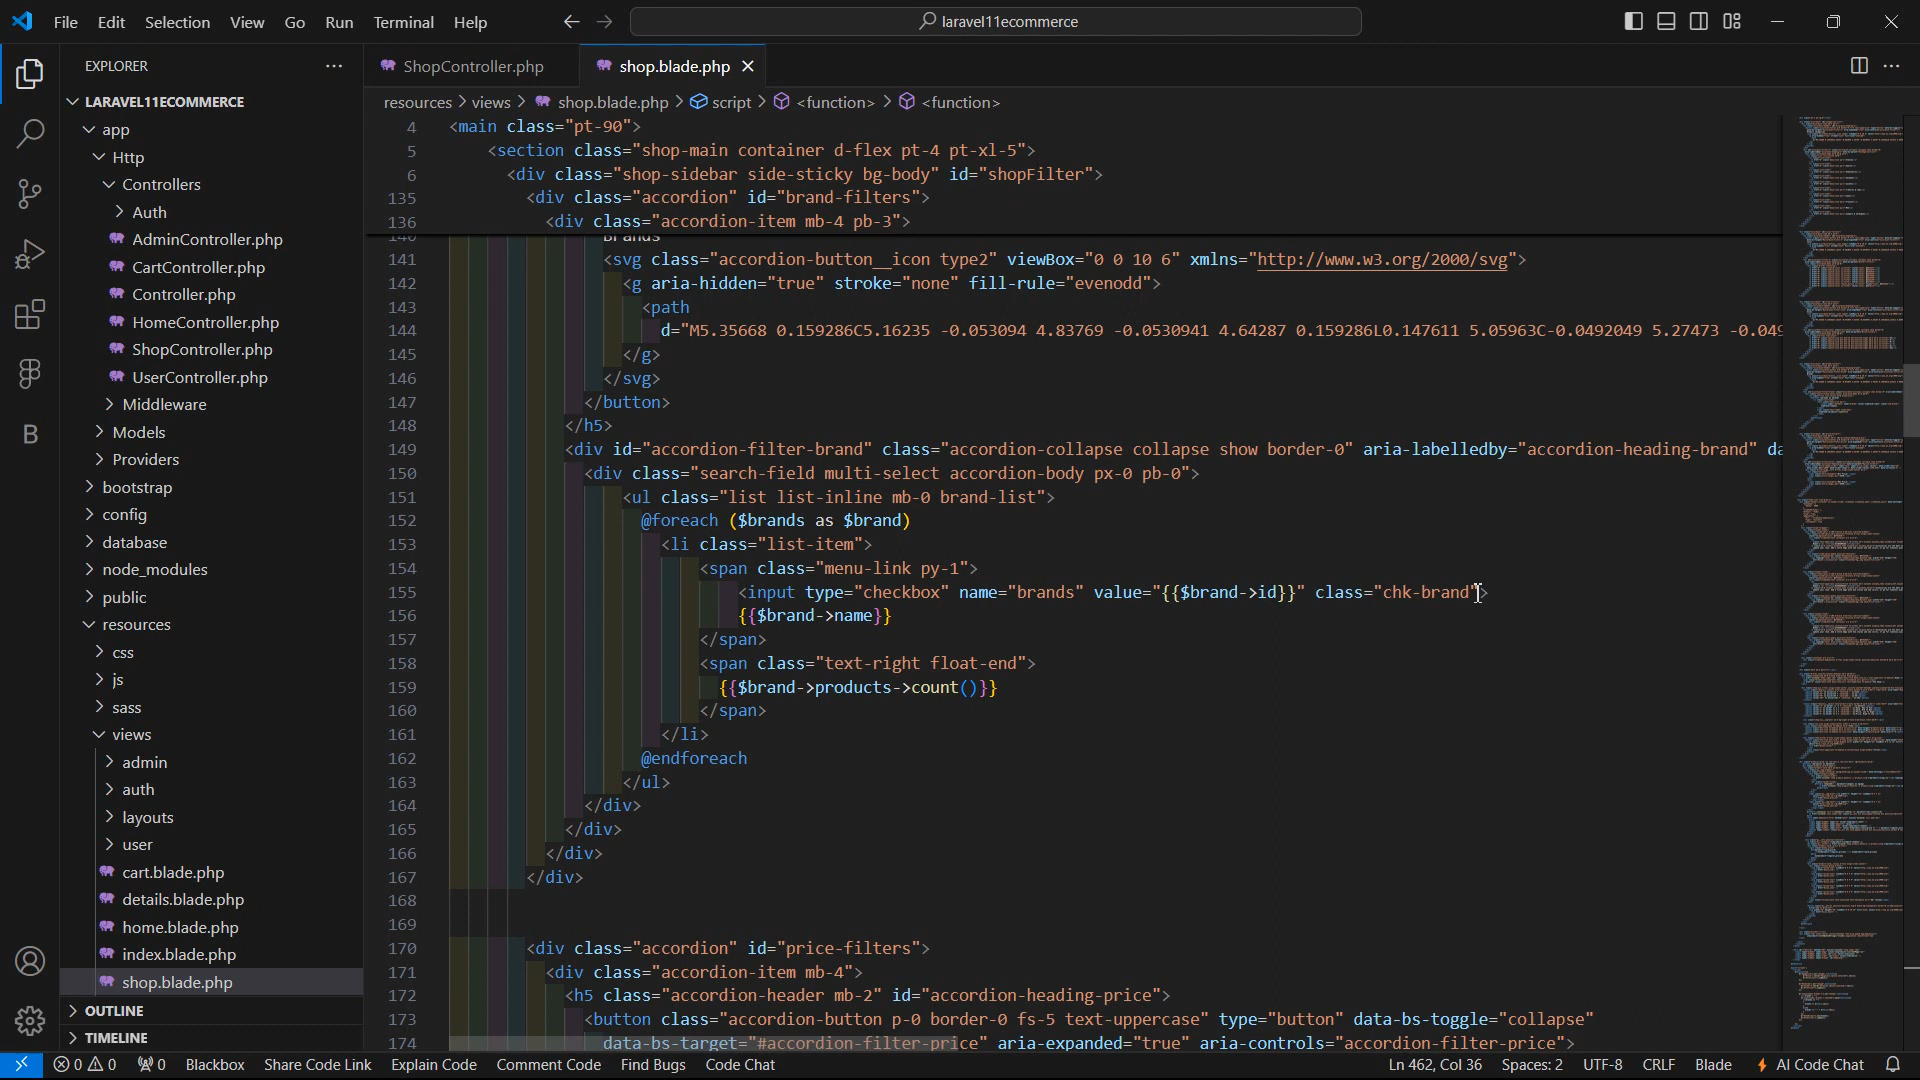 File Edit Selection View Go Run Terminal Help
laravel11ecommerce
EXPLORER
LARAVEL11ECOMMERCE
app
Http
Controllers
Auth
AdminController.php
CartController.php
Controller.php
HomeController.php
ShopController.php
UserController.php
Middleware
Models
Providers
bootstrap
config
database
node_modules
public
resources
css
js
sass
views
admin
auth
layouts
user
cart.blade.php
details.blade.php
home.blade.php
index.blade.php
shop.blade.php
OUTLINE
TIMELINE
ShopController.php
shop.blade.php
resources > views > shop.blade.php > script > <function> > <function>
4 <main class="pt-90">
5 <section class="shop-main container d-flex pt-4 pt-xl-5">
6 <div class="shop-sidebar side-sticky bg-body" id="shopFilter">
135 <div class="accordion" id="brand-filters">
136 <div class="accordion-item mb-4 pb-3">
140 Brands
141 <svg class="accordion-button__icon type2" viewBox="0 0 10 6" xmlns="http://www.w3.org/2000/svg">
142 <g aria-hidden="true" stroke="none" fill-rule="evenodd">
143 <path
144 d="M5.35668 0.159286C5.16235 -0.053094 4.83769 -0.0530941 4.64287 0.159286L0.147611 5.05963C-0.0492049 5.27473 -0.049
145 </g>
146 </svg>
147 </button>
148 </h5>
149 <div id="accordion-filter-brand" class="accordion-collapse collapse show border-0" aria-labelledby="accordion-heading-brand" da
150 <div class="search-field multi-select accordion-body px-0 pb-0">
151 <ul class="list list-inline mb-0 brand-list">
152 @foreach ($brands as $brand)
153 <li class="list-item">
154 <span class="menu-link py-1">
155 <input type="checkbox" name="brands" value="{{$brand->id}}" class="chk-brand">
156 {{$brand->name}}
157 </span>
158 <span class="text-right float-end">
159 {{$brand->products->count()}}
160 </span>
161 </li>
162 @endforeach
163 </ul>
164 </div>
165 </div>
166 </div>
167 </div>
168
169
170 <div class="accordion" id="price-filters">
171 <div class="accordion-item mb-4">
172 <h5 class="accordion-header mb-2" id="accordion-heading-price">
173 <button class="accordion-button p-0 border-0 fs-5 text-uppercase" type="button" data-bs-toggle="collapse"
174 data-bs-target="#accordion-filter-price" aria-expanded="true" aria-controls="accordion-filter-price">
0 0 0 Blackbox Share Code Link Explain Code Comment Code Find Bugs Code Chat Ln 462, Col 36 Spaces: 2 UTF-8 CRLF Blade AI Code Chat